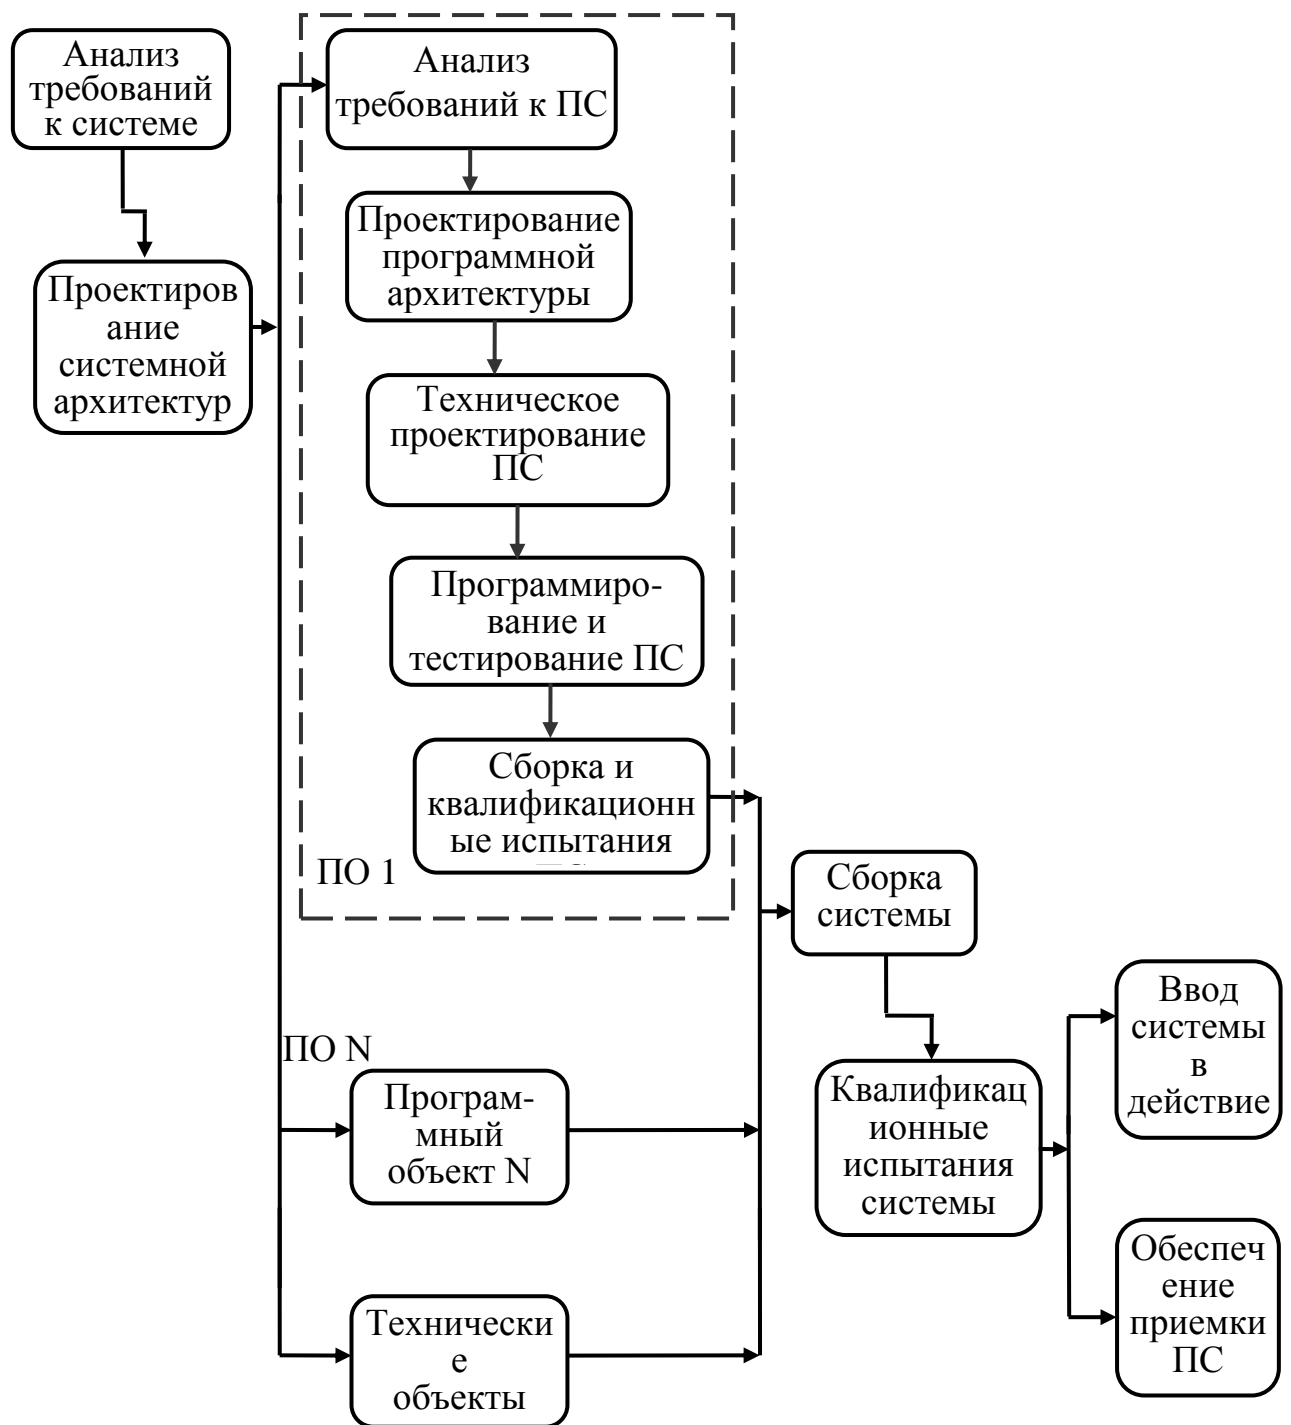 Анализ
требований
к системе
Проектиров
ание
системной
архитектур
Анализ
требований к ПС
Проектирование
программной
архитектуры
Техническое
проектирование
ПС
Программиро-
вание и
тестирование ПС
Сборка и
квалификационн
ые испытания
ПО 1
ПО N
Програм-
мный
объект N
Технически
е
объекты
Сборка
системы
Квалификац
ионные
испытания
системы
Ввод
системы
в
действие
Обеспеч
ение
приемки
ПС